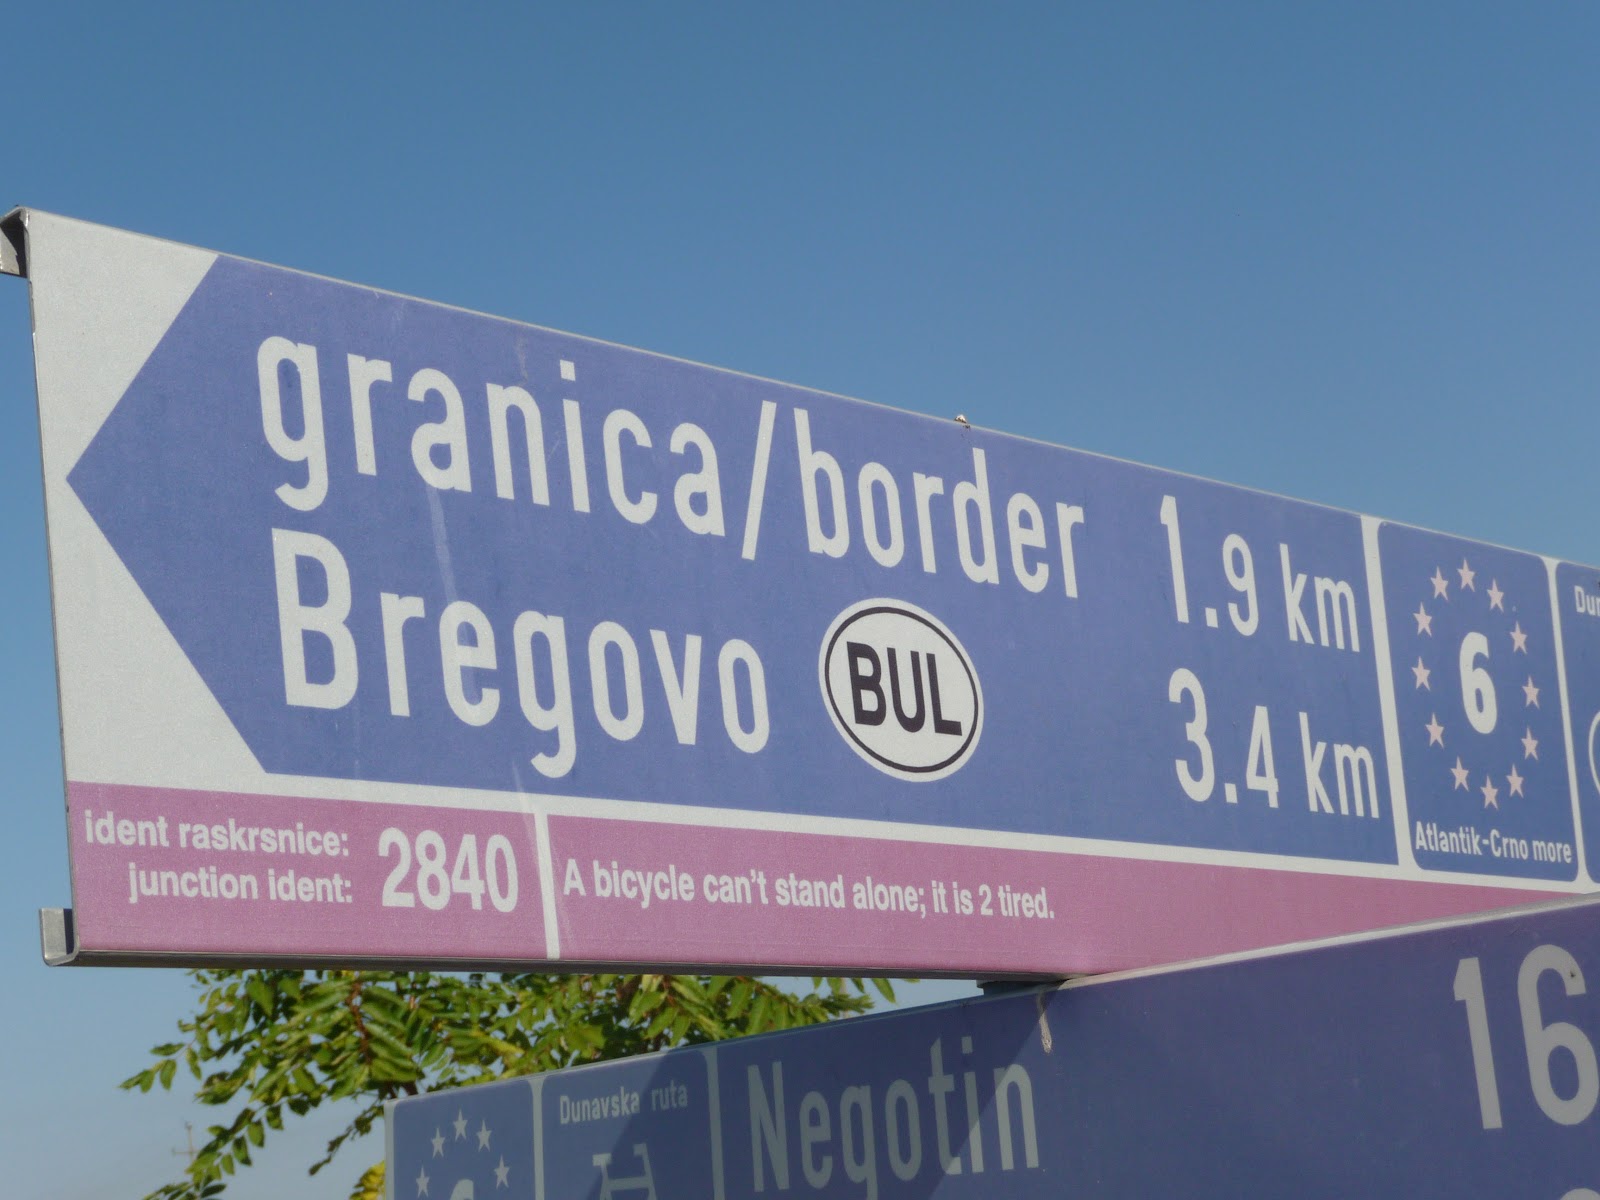 granica/border 1.9 km
Bregovo BUL 3.4 km
6
Atlantik-Crno more
ident raskrsnice:
junction ident:
2840
A bicycle can't stand alone; it is 2 tired.
Dunavska ruta
Negotin 16